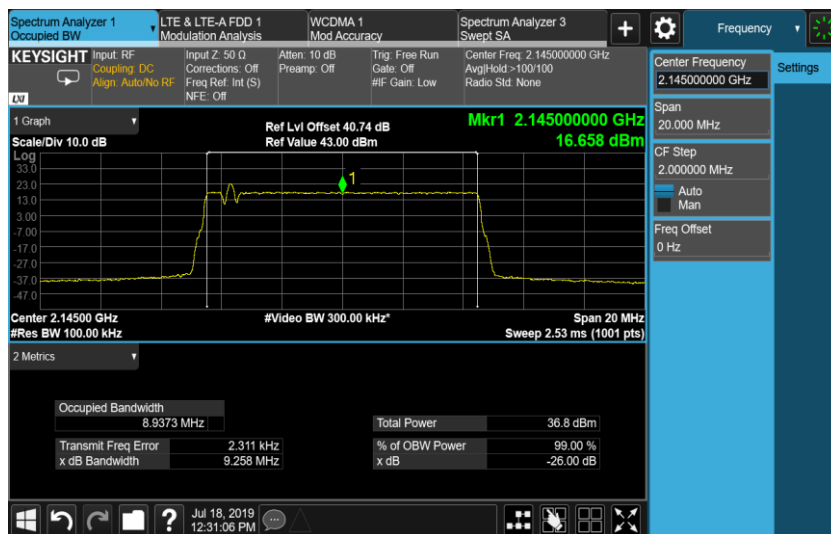 Spectrum Analyzer 1
Occupied BW
LTE & LTE-A FDD 1
Modulation Analysis
WCDMA 1
Mod Accuracy
Spectrum Analyzer 3
Swept SA
+
Frequency
KEYSIGHT
LXI
Input: RF
Coupling: DC
Align: Auto/No RF
Input Z: 50 Ω
Corrections: Off
Freq Ref: Int (S)
NFE: Off
Atten: 10 dB
Preamp: Off
Trig: Free Run
Gate: Off
#IF Gain: Low
Center Freq: 2.145000000 GHz
Avg|Hold:>100/100
Radio Std: None
Center Frequency
2.145000000 GHz
Settings
Span
20.000 MHz
CF Step
2.000000 MHz
Auto
Man
Freq Offset
0 Hz
1 Graph
Scale/Div 10.0 dB
Ref Lvl Offset 40.74 dB
Ref Value 43.00 dBm
Mkr1 2.145000000 GHz
16.658 dBm
Log
33.0
23.0
13.0
3.00
-7.00
-17.0
-27.0
-37.0
-47.0
1
Center 2.14500 GHz
#Res BW 100.00 kHz
#Video BW 300.00 kHz*
Span 20 MHz
Sweep 2.53 ms (1001 pts)
2 Metrics
Occupied Bandwidth
8.9373 MHz
Total Power 36.8 dBm
Transmit Freq Error 2.311 kHz
% of OBW Power 99.00 %
x dB Bandwidth 9.258 MHz
x dB -26.00 dB
?
Jul 18, 2019
12:31:06 PM